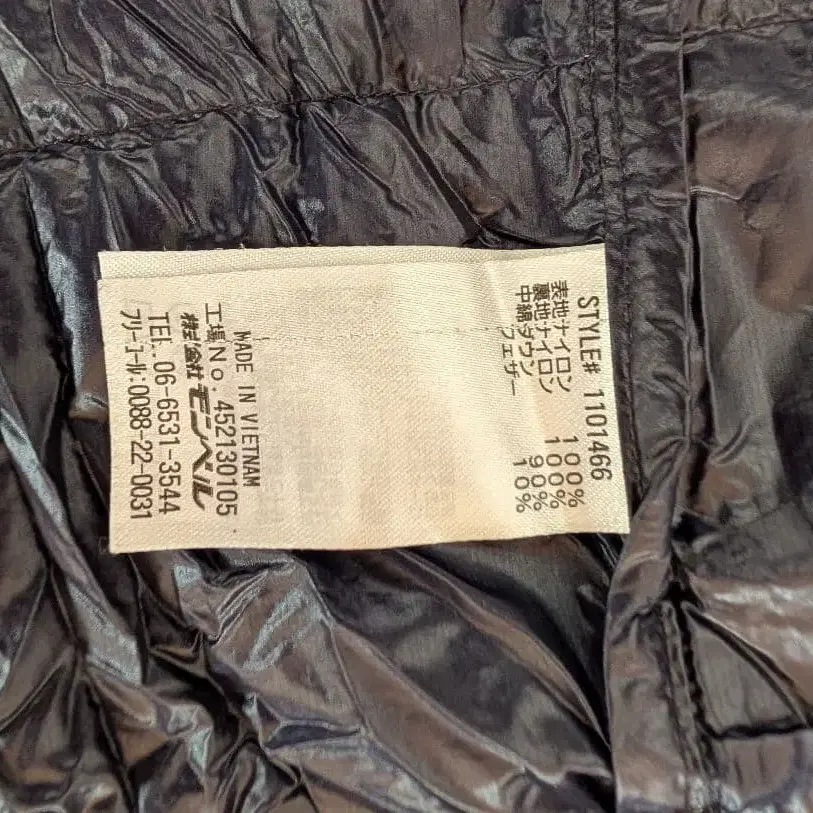 STYLE# 1101466
表地ナイロン 100%
裏地ナイロン 100%
中綿ダウン 90%
フェザー 10%
MADE IN VIETNAM
工場No. 452130105
株式会社 モンベル
TEL. 06-6531-3544
フリーコール:0088-22-0031